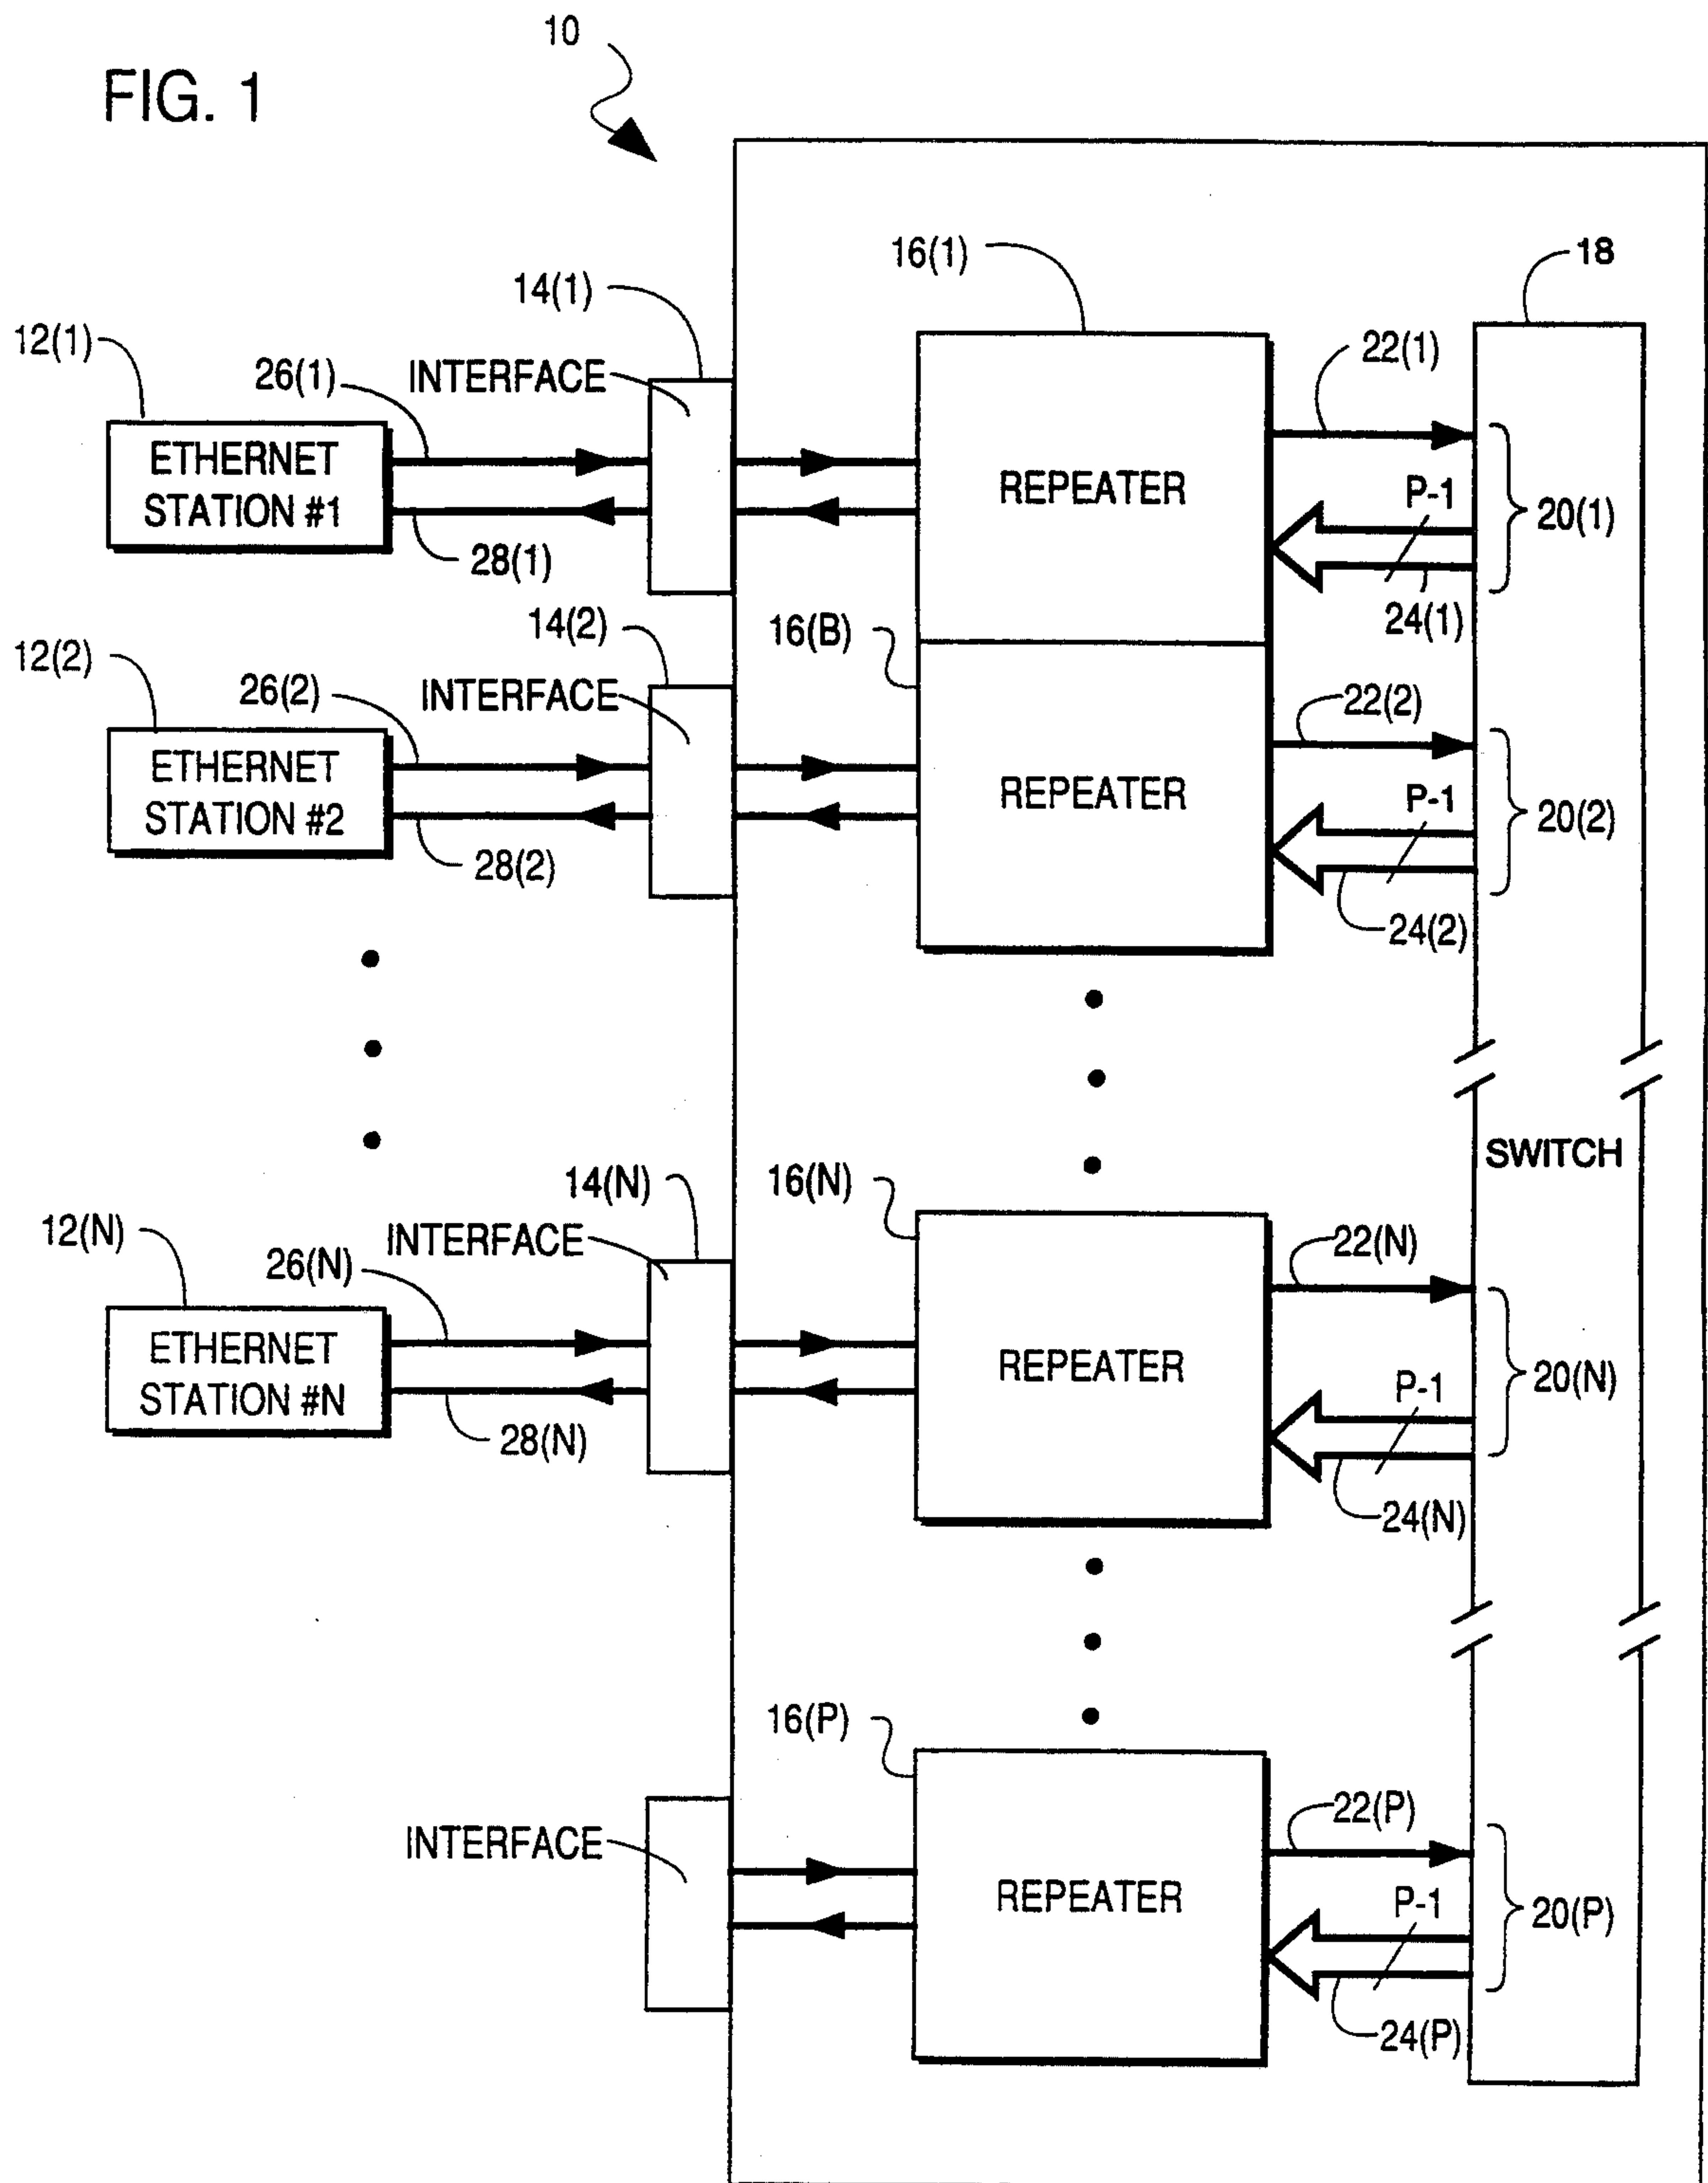 FIG. 1
10
16(1)
18
14(1)
12(1)
26(1)
INTERFACE
22(1)
ETHERNET
STATION #1
REPEATER
P-1
20(1)
28(1)
24(1)
14(2)
16(B)
12(2)
26(2)
INTERFACE
22(2)
ETHERNET
STATION #2
REPEATER
P-1
20(2)
28(2)
24(2)
SWITCH
14(N)
16(N)
12(N)
26(N)
INTERFACE
22(N)
ETHERNET
STATION #N
REPEATER
P-1
20(N)
28(N)
24(N)
16(P)
22(P)
INTERFACE
REPEATER
P-1
20(P)
24(P)